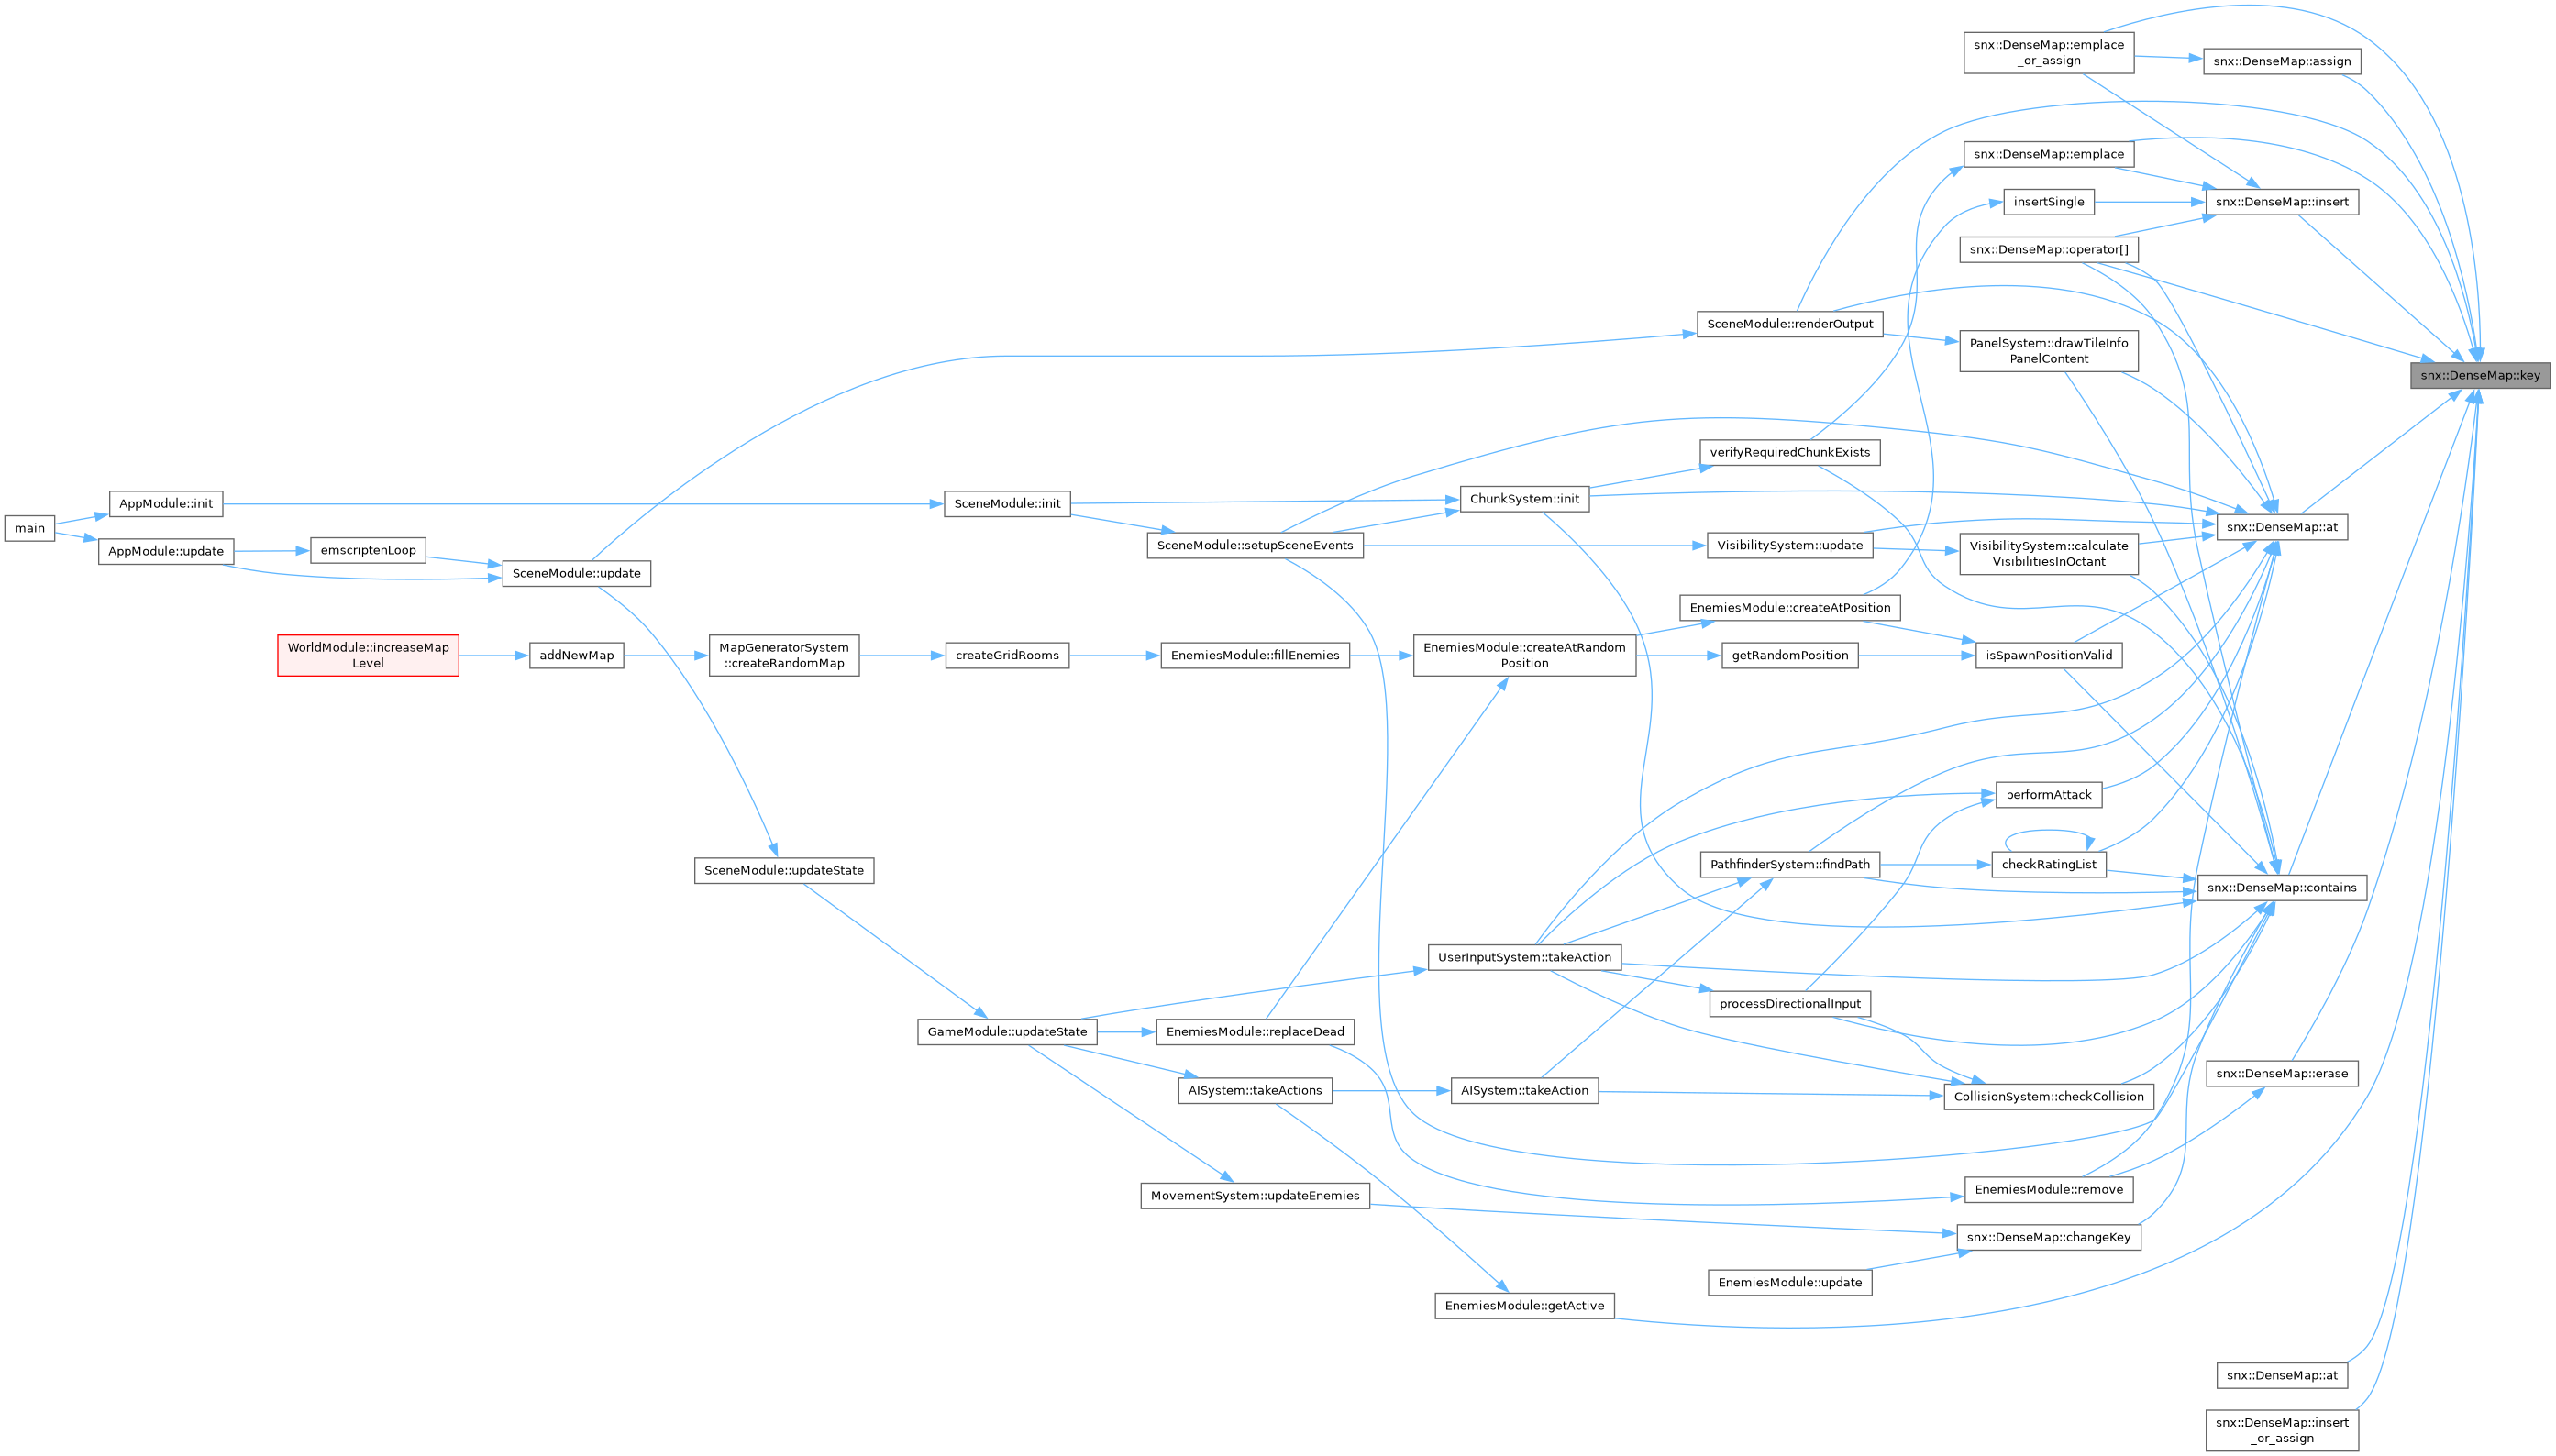 snx::DenseMap::emplace
_or_assign
snx::DenseMap::assign
snx::DenseMap::emplace
insertSingle
snx::DenseMap::insert
snx::DenseMap::operator[]
SceneModule::renderOutput
PanelSystem::drawTileInfo
PanelContent
snx::DenseMap::key
verifyRequiredChunkExists
AppModule::init
SceneModule::init
ChunkSystem::init
main
snx::DenseMap::at
AppModule::update
emscriptenLoop
SceneModule::setupSceneEvents
VisibilitySystem::update
VisibilitySystem::calculate
VisibilitiesInOctant
SceneModule::update
EnemiesModule::createAtPosition
WorldModule::increaseMap
Level
addNewMap
MapGeneratorSystem
::createRandomMap
createGridRooms
EnemiesModule::fillEnemies
EnemiesModule::createAtRandom
Position
getRandomPosition
isSpawnPositionValid
performAttack
SceneModule::updateState
PathfinderSystem::findPath
checkRatingList
snx::DenseMap::contains
UserInputSystem::takeAction
processDirectionalInput
GameModule::updateState
EnemiesModule::replaceDead
snx::DenseMap::erase
AISystem::takeActions
AISystem::takeAction
CollisionSystem::checkCollision
MovementSystem::updateEnemies
EnemiesModule::remove
snx::DenseMap::changeKey
EnemiesModule::update
EnemiesModule::getActive
snx::DenseMap::at
snx::DenseMap::insert
_or_assign